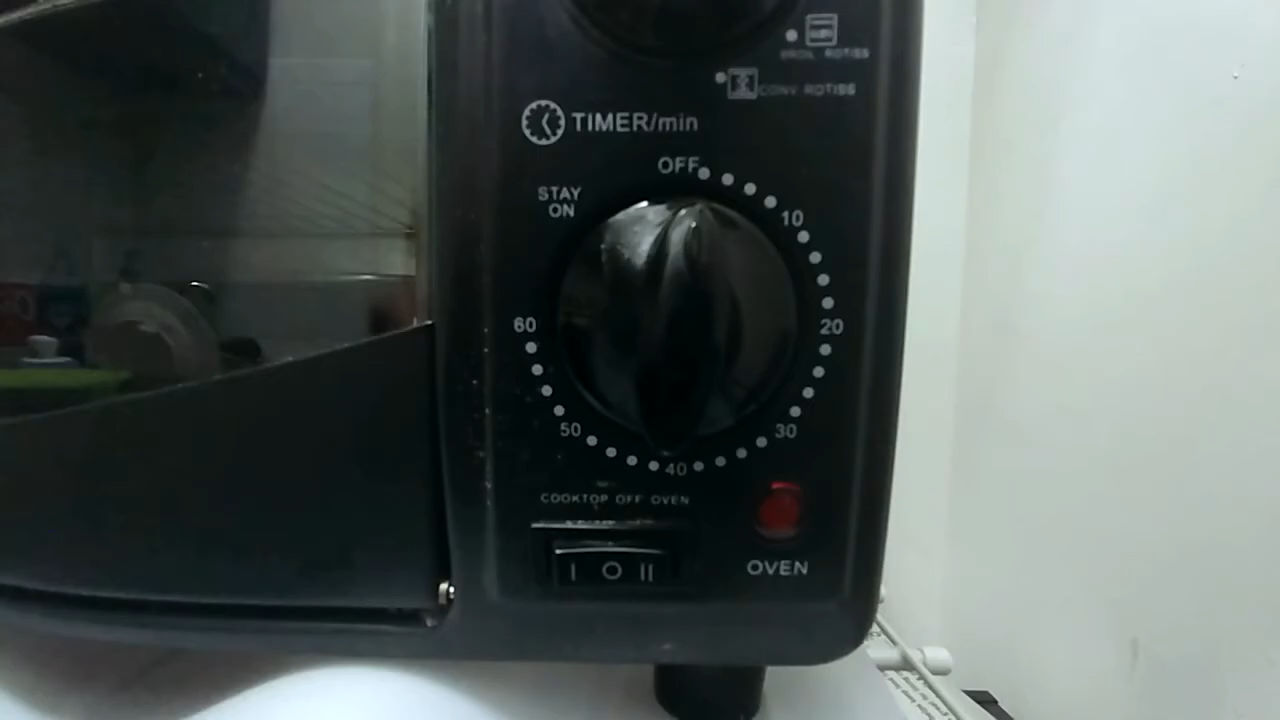 BROIL ROTISS
CONV ROTISS
TIMER/min
OFF
STAY
ON
10
60
20
50
30
40
COOKTOP OFF OVEN
I O II
OVEN